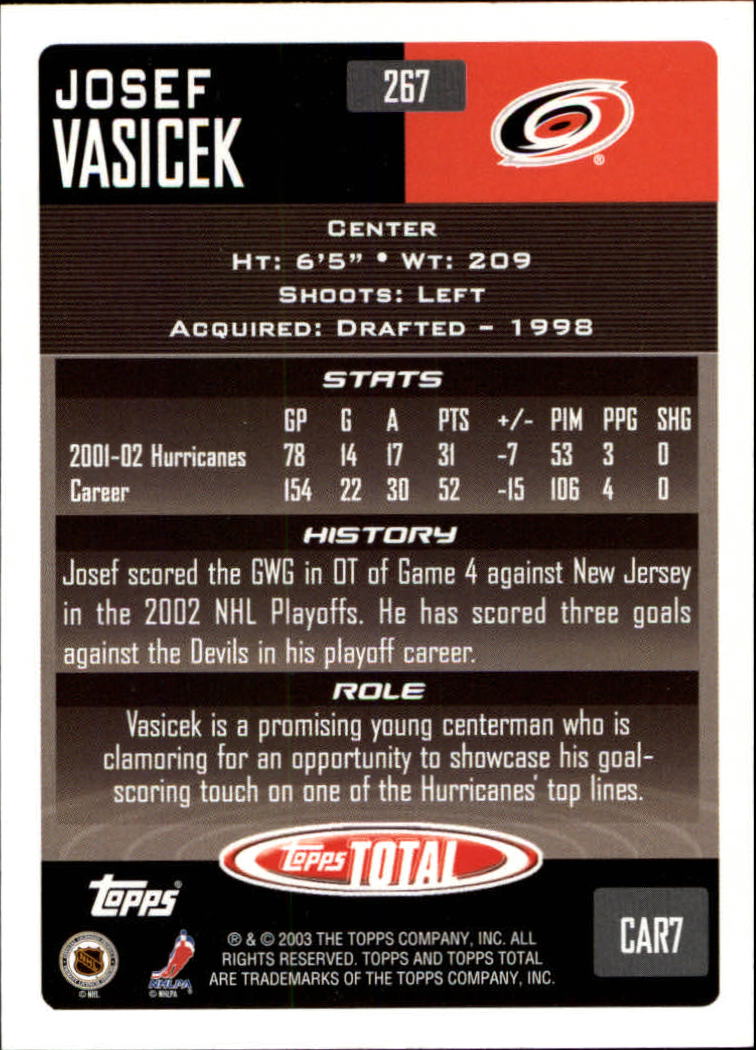 JOSEF
VASICEK
267
®
CENTER
HT: 6'5" • WT: 209
SHOOTS: LEFT
ACQUIRED: DRAFTED - 1998
STATS
GP G A PTS +/- PIM PPG SHG
2001-02 Hurricanes 78 14 17 31 -7 53 3 0
Career 154 22 30 52 -15 106 4 0
HISTORY
Josef scored the GWG in OT of Game 4 against New Jersey
in the 2002 NHL Playoffs. He has scored three goals
against the Devils in his playoff career.
ROLE
Vasicek is a promising young centerman who is
clamoring for an opportunity to showcase his goal-
scoring touch on one of the Hurricanes' top lines.
topps TOTAL
topps®
CAR7
® & © 2003 THE TOPPS COMPANY, INC. ALL
RIGHTS RESERVED. TOPPS AND TOPPS TOTAL
ARE TRADEMARKS OF THE TOPPS COMPANY, INC.
NHL
© NHL
NHLPA
© NHLPA